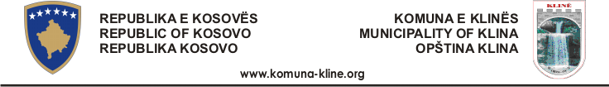 REPUBLIKA E KOSOVËS
REPUBLIC OF KOSOVO
REPUBLIKA KOSOVO
KOMUNA E KLINËS
MUNICIPALITY OF KLINA
OPŠTINA KLINA
KLINË
www.komuna-kline.org